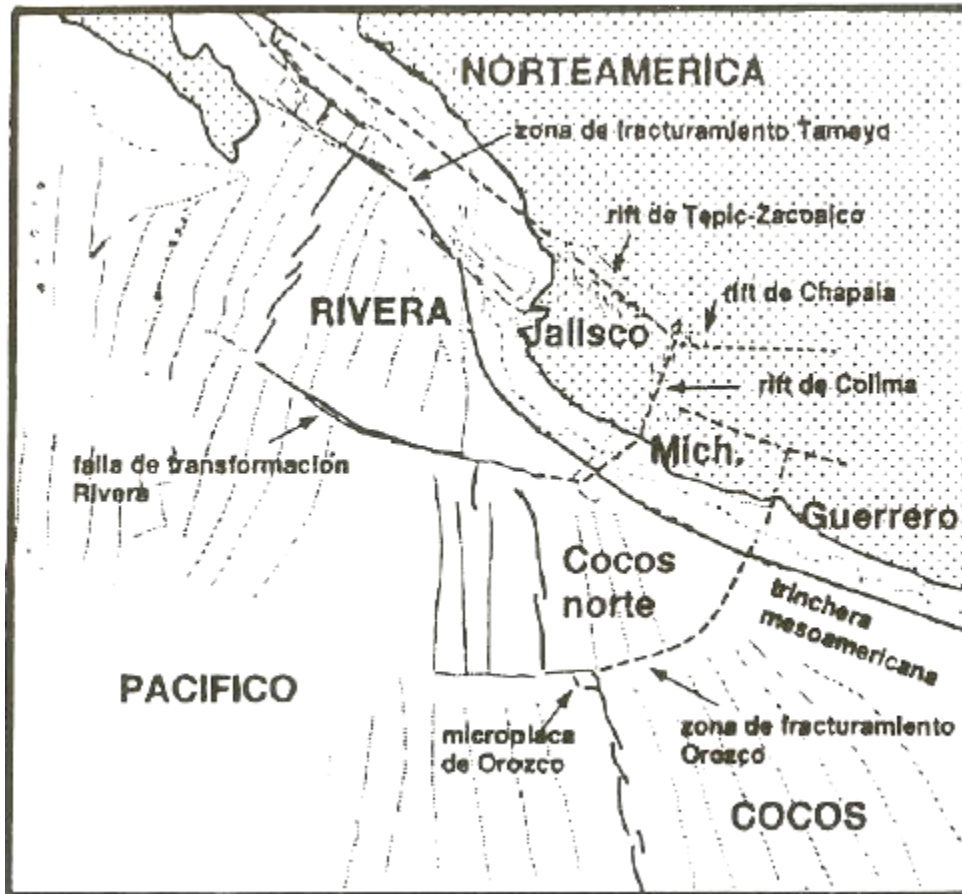 NORTEAMERICA
zona de fracturamiento Tamayo
rift de Tepic-Zacoalco
rift de Chapala
RIVERA
Jalisco
rift de Colima
falla de transformación
Rivera
Mich.
Guerrero
Cocos
norte
trinchera
mesoamericana
PACIFICO
microplaca
de Orozco
zona de fracturamiento
Orozco
COCOS